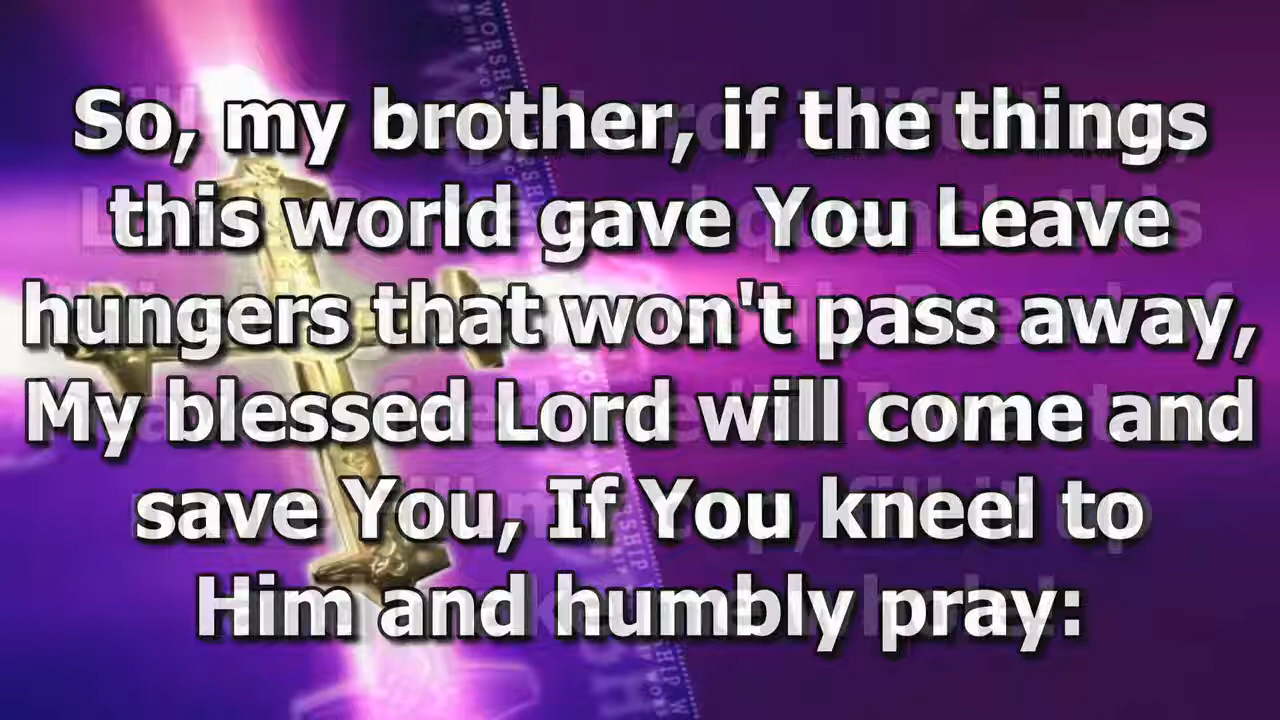 So, my brother, if the things
this world gave You Leave
hungers that won't pass away,
My blessed Lord will come and
save You, If You kneel to
Him and humbly pray:
WORSHIP